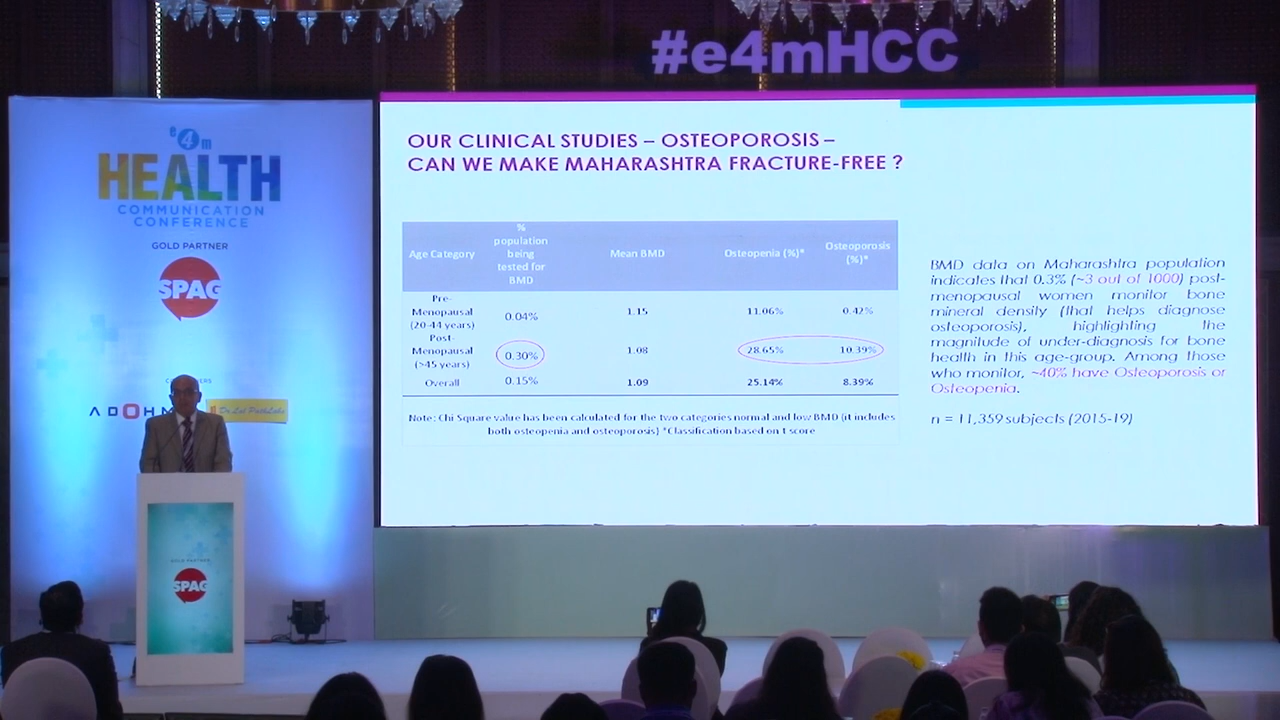 #e4mHCC
e4m
HEALTH
COMMUNICATION
CONFERENCE
GOLD PARTNER
SPAG
Dr. Lal PathLabs
GOLD PARTNER
SPAG
OUR CLINICAL STUDIES – OSTEOPOROSIS –
CAN WE MAKE MAHARASHTRA FRACTURE-FREE ?
Age Category % population being tested for BMD Mean BMD Osteopenia (%)* Osteoporosis (%)*
Pre-Menopausal (20-44 years) 0.04% 1.15 11.06% 0.42%
Post-Menopausal (>45 years) 0.30% 1.08 28.65% 10.39%
Overall 0.15% 1.09 25.14% 8.39%
Note: Chi Square value has been calculated for the two categories normal and low BMD (it includes
both osteopenia and osteoporosis) *Classification based on t score
BMD data on Maharashtra population
indicates that 0.3% (~3 out of 1000) post-
menopausal women monitor bone
mineral density (that helps diagnose
osteoporosis), highlighting the
magnitude of under-diagnosis for bone
health in this age-group. Among those
who monitor, ~40% have Osteoporosis or
Osteopenia.
n = 11,359 subjects (2015-19)